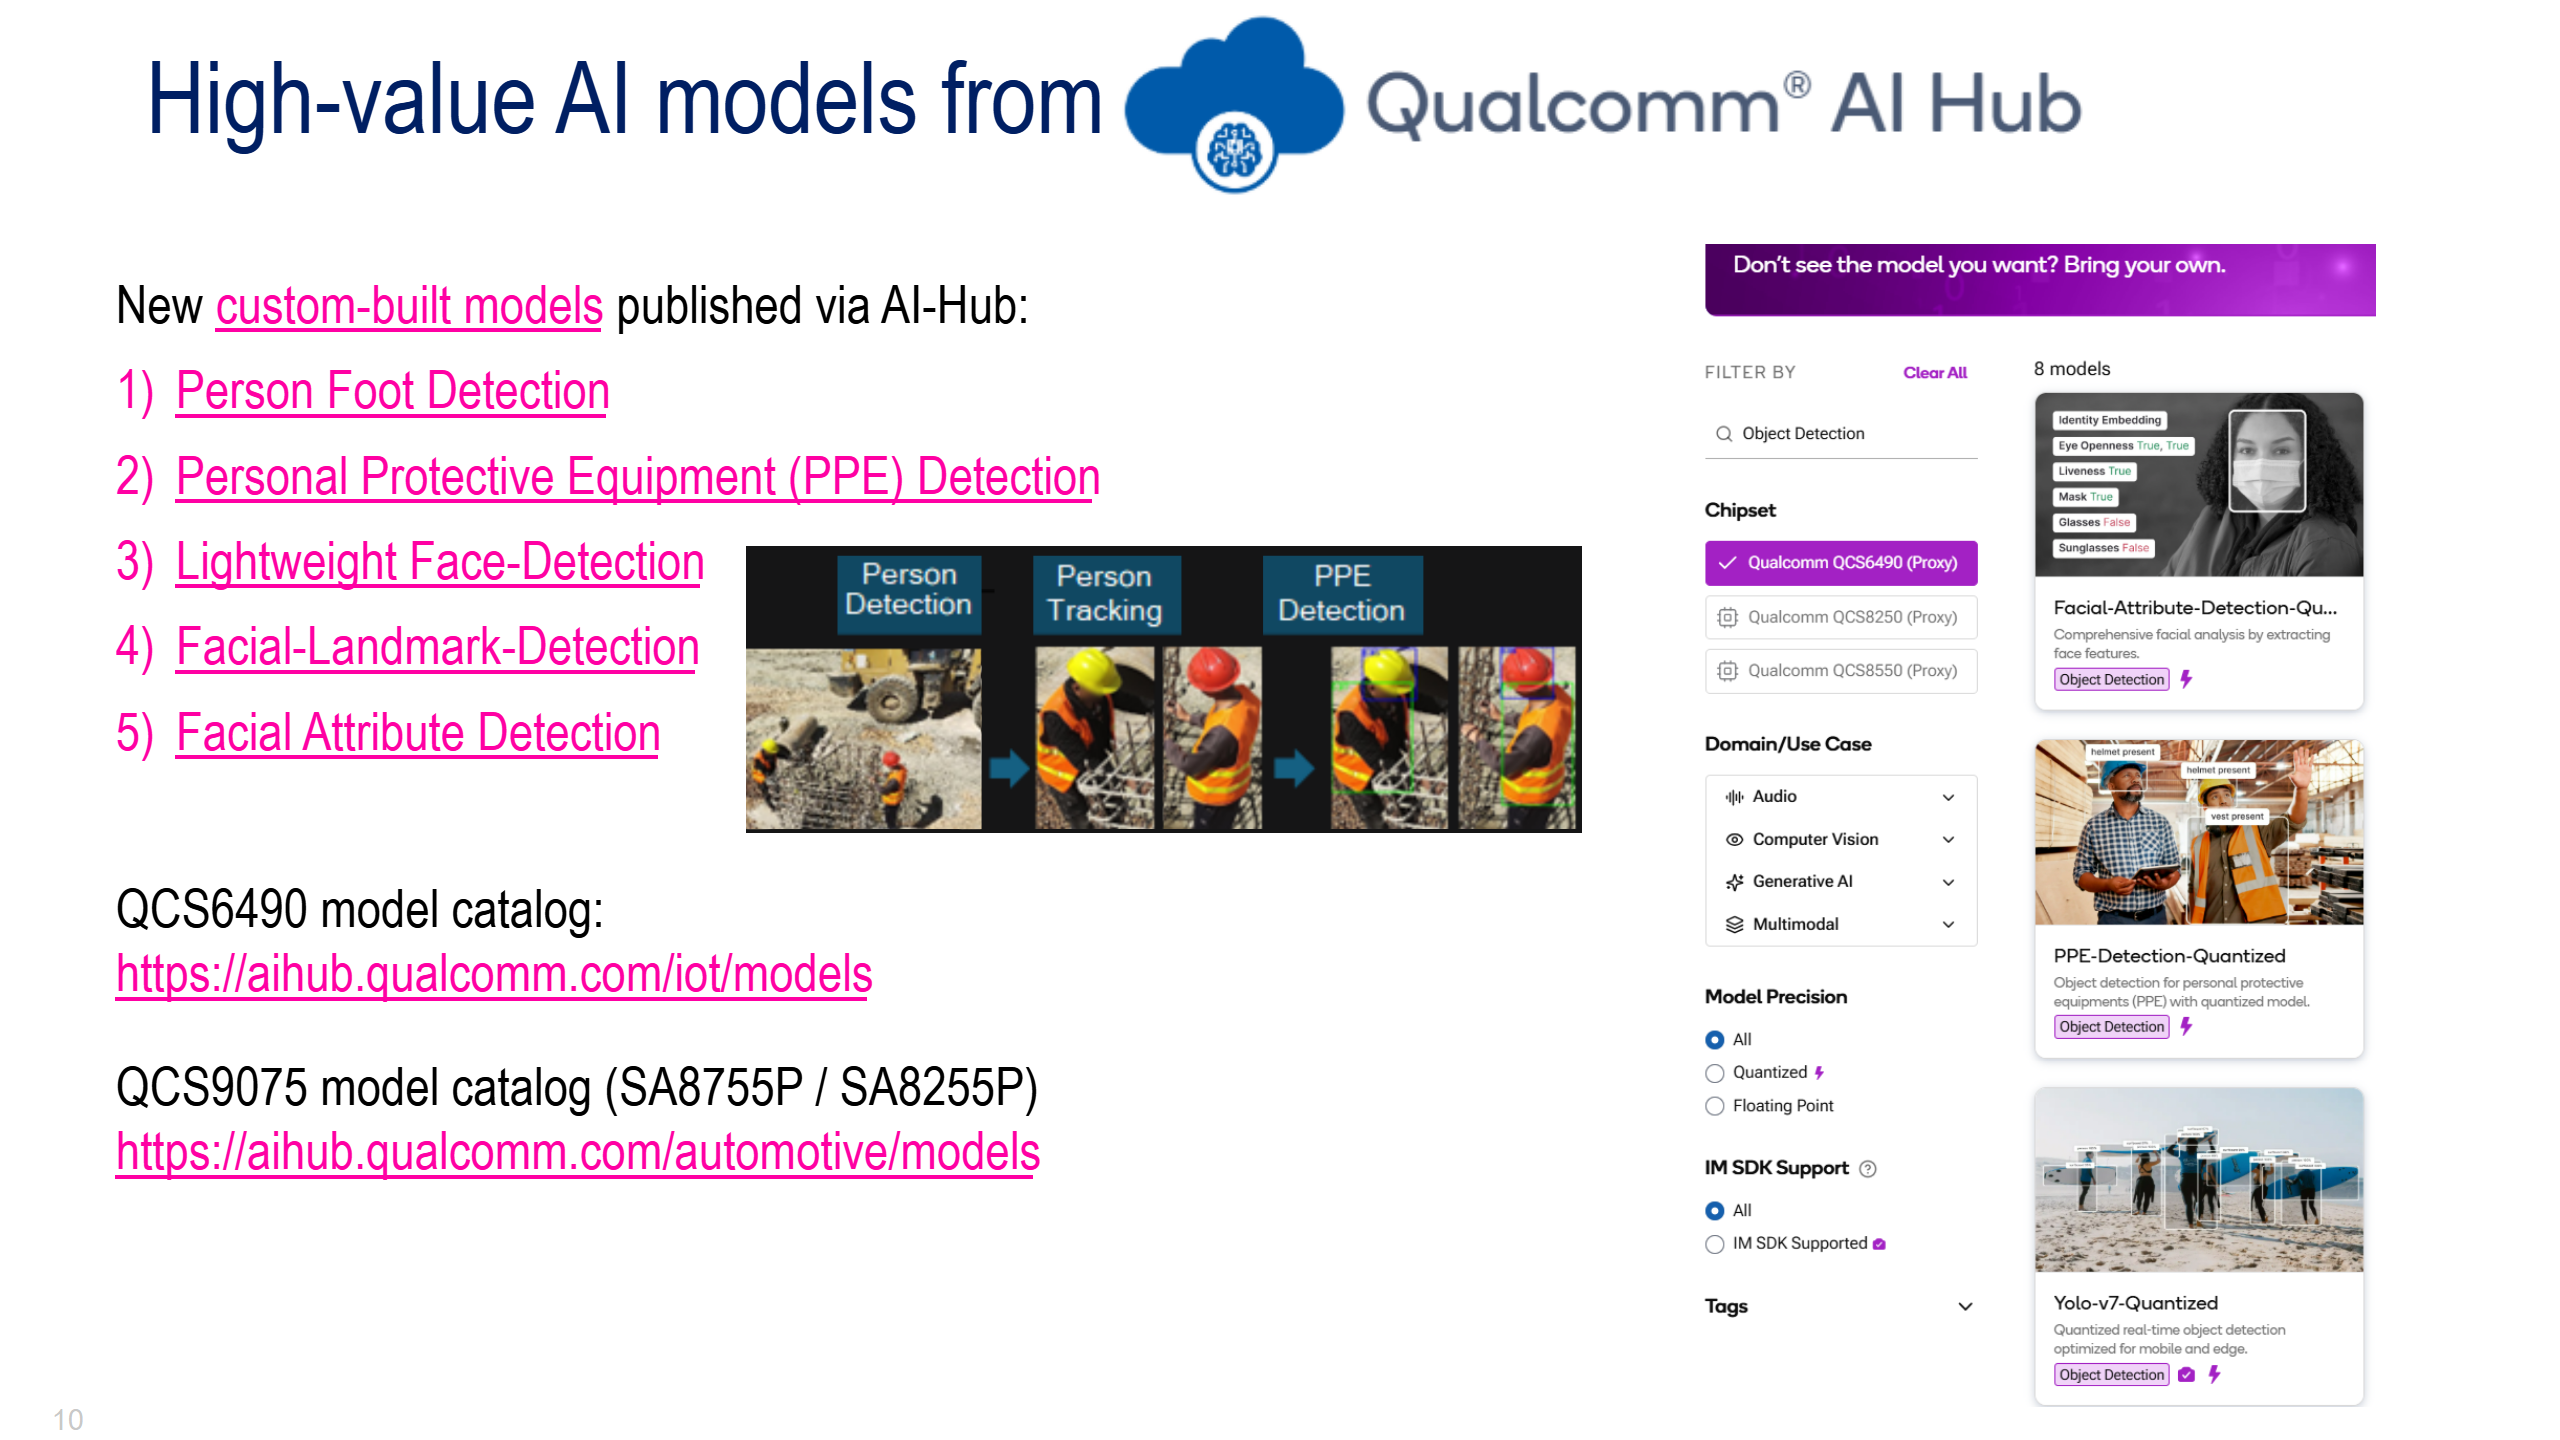 High-value AI models from Qualcomm® AI Hub
New custom-built models published via AI-Hub:
1) Person Foot Detection
2) Personal Protective Equipment (PPE) Detection
3) Lightweight Face-Detection
4) Facial-Landmark-Detection
5) Facial Attribute Detection
Person
Detection
Person
Tracking
PPE
Detection
QCS6490 model catalog:
https://aihub.qualcomm.com/iot/models
QCS9075 model catalog (SA8755P / SA8255P)
https://aihub.qualcomm.com/automotive/models
Don't see the model you want? Bring your own.
FILTER BY Clear All
Object Detection
Chipset
Qualcomm QCS6490 (Proxy)
Qualcomm QCS8250 (Proxy)
Qualcomm QCS8550 (Proxy)
Domain/Use Case
Audio
Computer Vision
Generative AI
Multimodal
Model Precision
All
Quantized
Floating Point
IM SDK Support
All
IM SDK Supported
Tags
8 models
Identity Embedding
Eye Openness True, True
Liveness True
Mask True
Glasses False
Sunglasses False
Facial-Attribute-Detection-Qu...
Comprehensive facial analysis by extracting
face features.
Object Detection
helmet present
helmet present
vest present
PPE-Detection-Quantized
Object detection for personal protective
equipments (PPE) with quantized model.
Object Detection
Yolo-v7-Quantized
Quantized real-time object detection
optimized for mobile and edge.
Object Detection
10